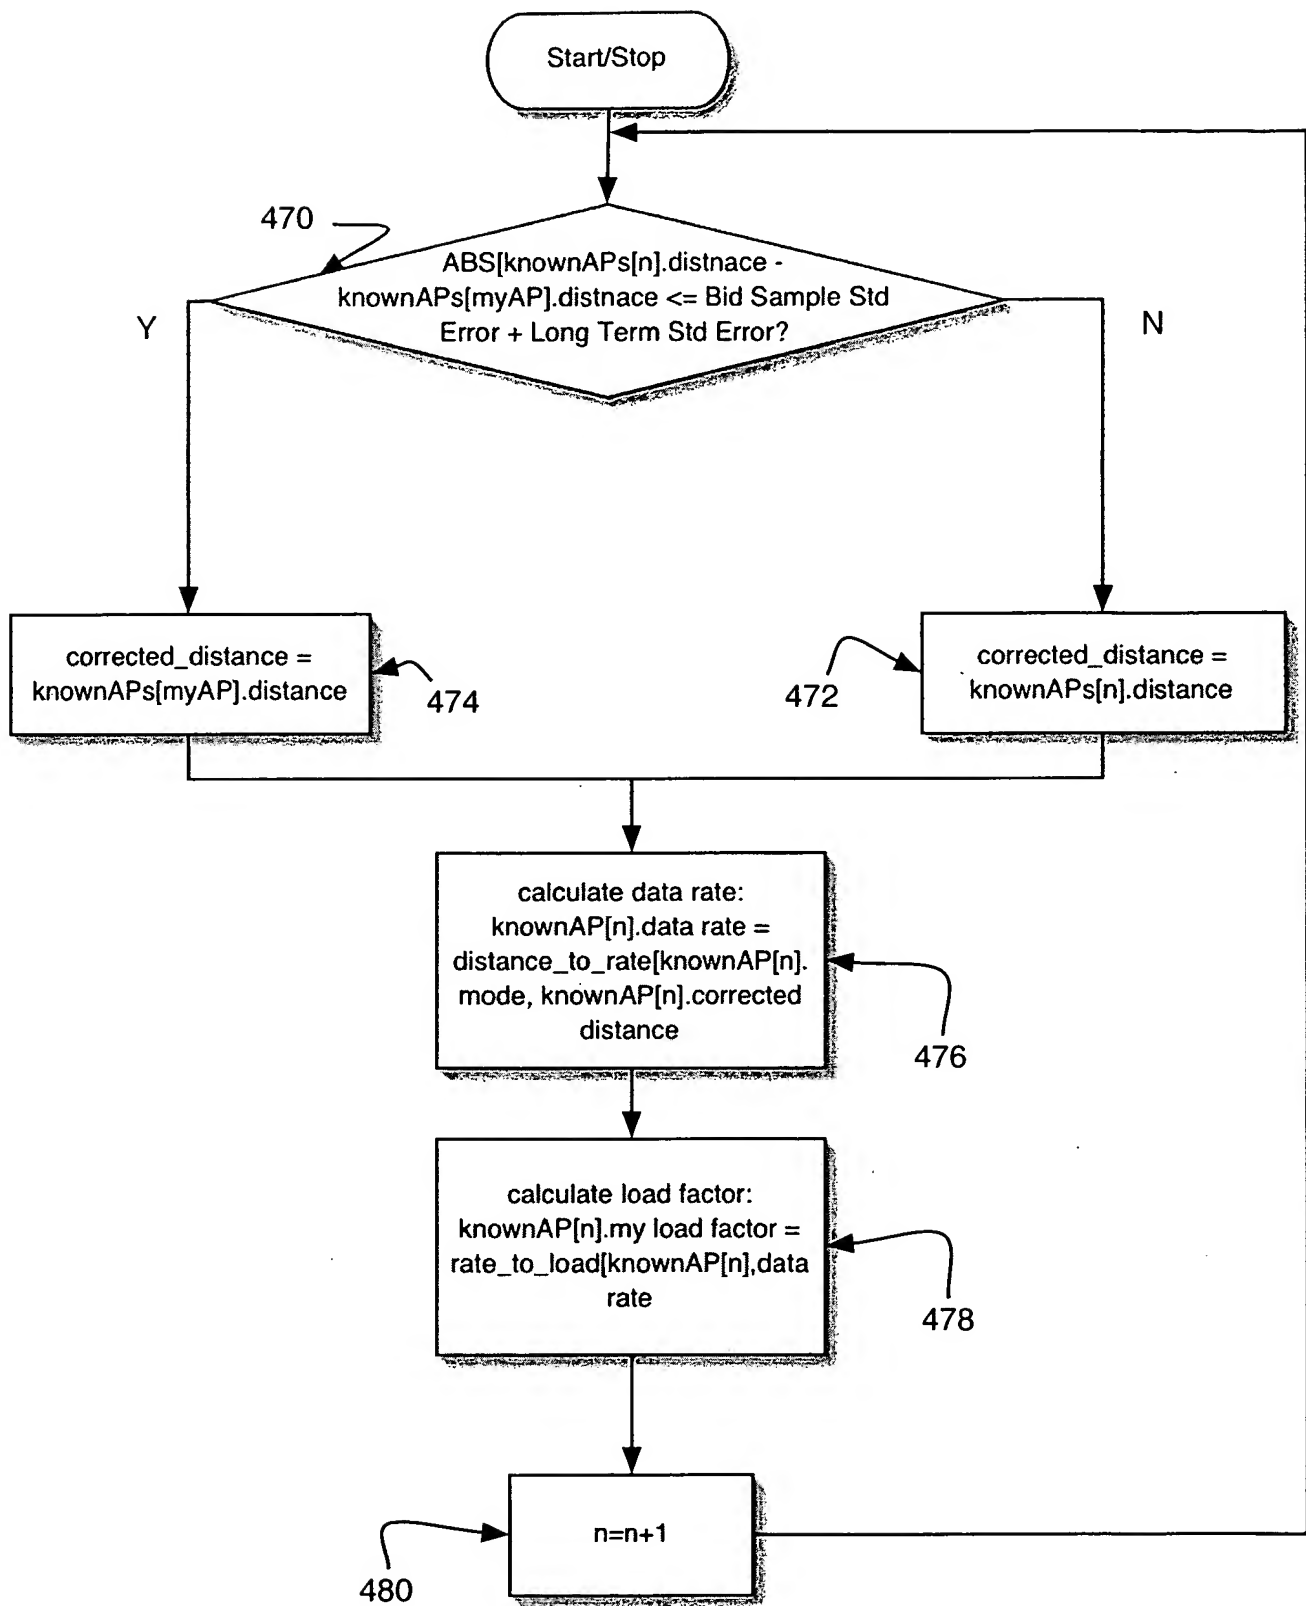 Start/Stop
470
ABS[knownAPs[n].distnace -
knownAPs[myAP].distnace <= Bid Sample Std
Error + Long Term Std Error?
Y
N
corrected_distance =
knownAPs[myAP].distance
474
472
corrected_distance =
knownAPs[n].distance
calculate data rate:
knownAP[n].data rate =
distance_to_rate[knownAP[n].
mode, knownAP[n].corrected
distance
476
calculate load factor:
knownAP[n].my load factor =
rate_to_load[knownAP[n],data
rate
478
n=n+1
480